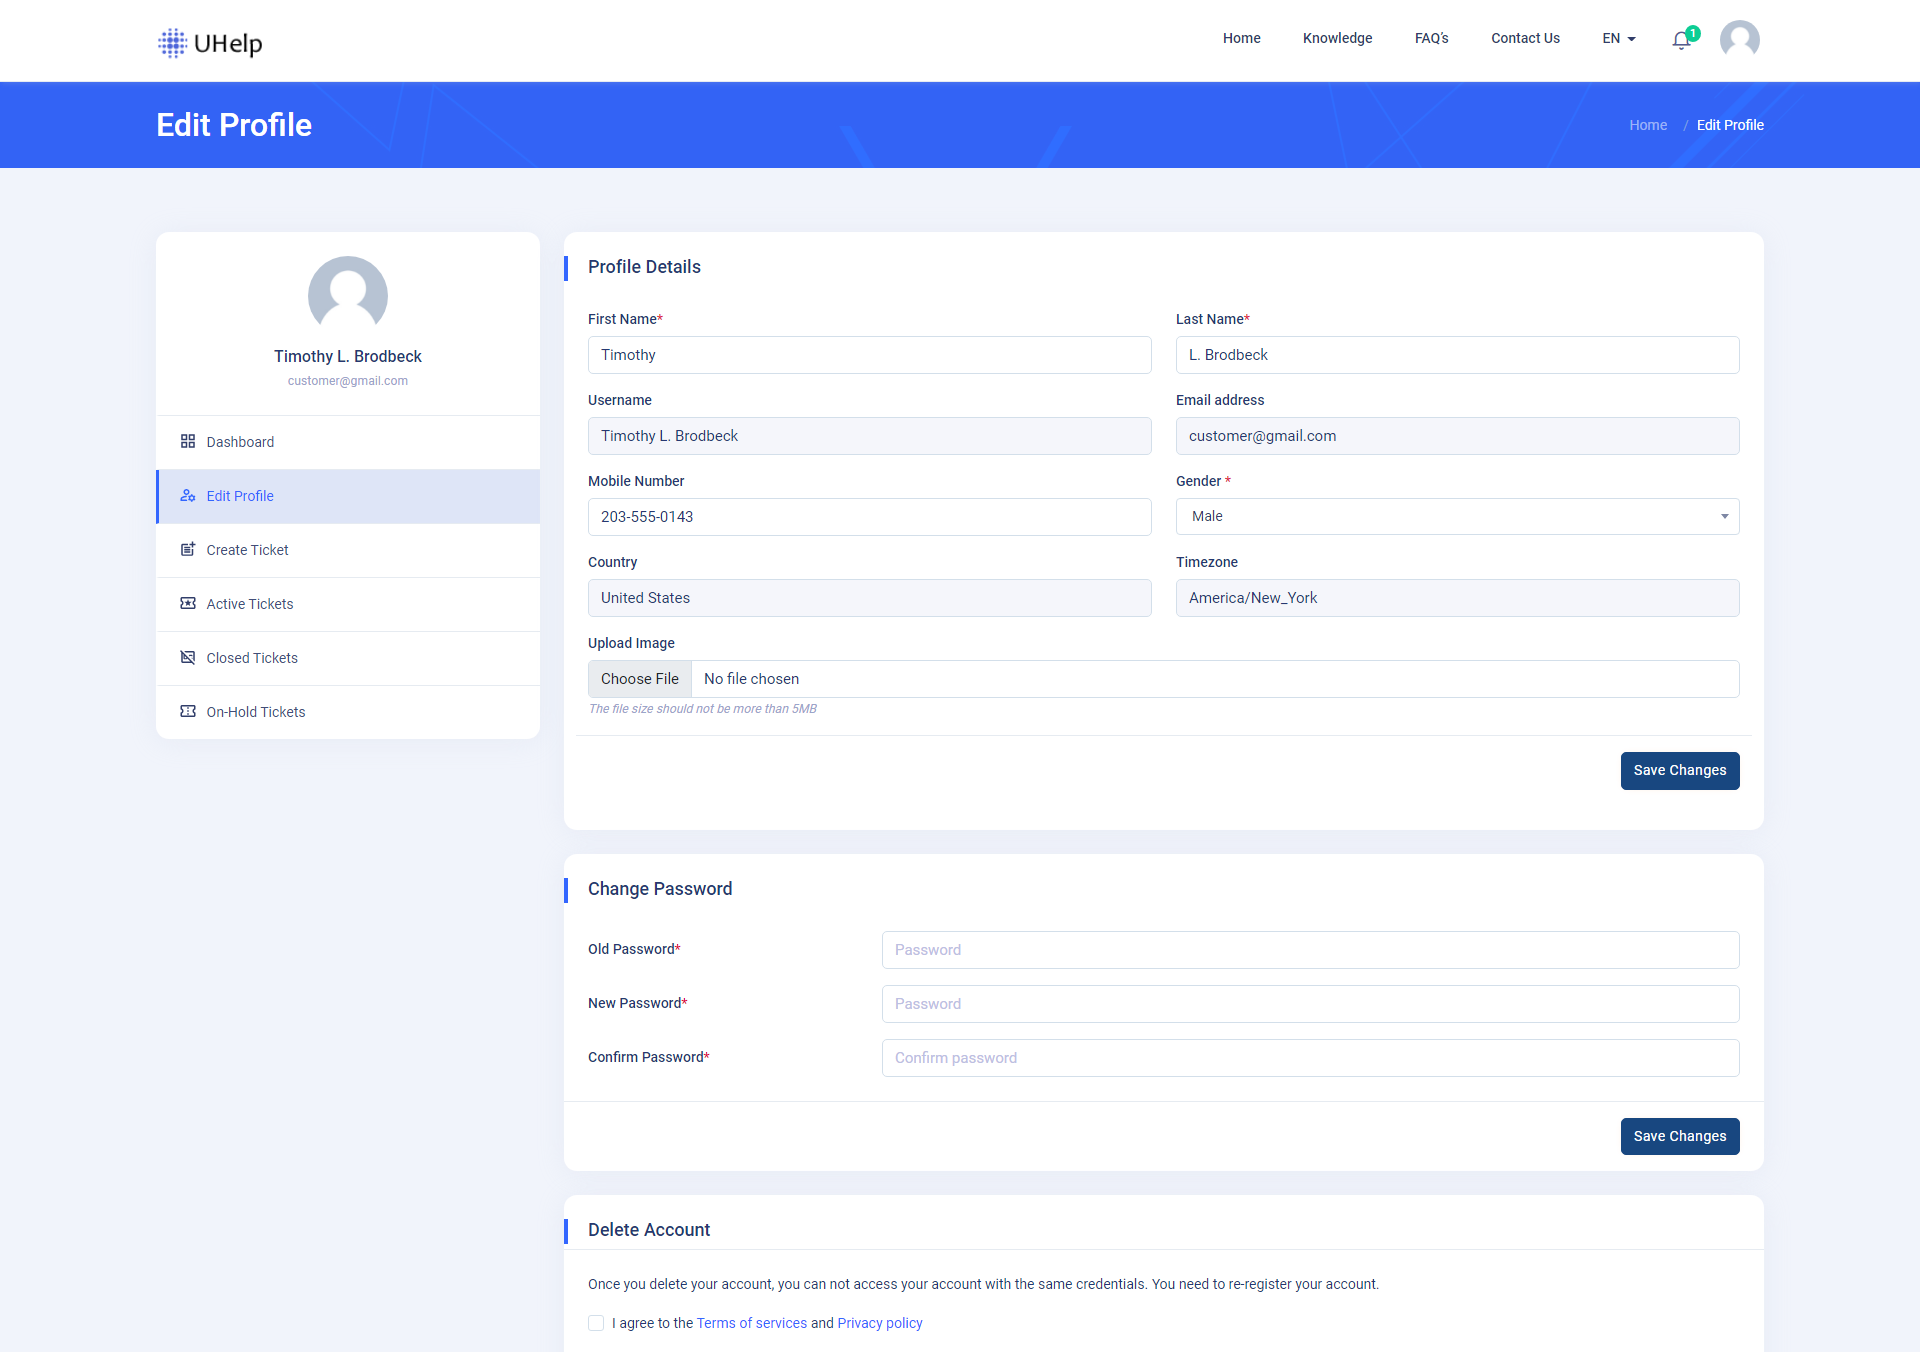 UHelp
Home Knowledge FAQ's Contact Us EN 1
Edit Profile
Home / Edit Profile
Timothy L. Brodbeck
customer@gmail.com
Dashboard
Edit Profile
Create Ticket
Active Tickets
Closed Tickets
On-Hold Tickets
Profile Details
First Name* Last Name*
Timothy L. Brodbeck
Username Email address
Timothy L. Brodbeck customer@gmail.com
Mobile Number Gender *
203-555-0143 Male
Country Timezone
United States America/New_York
Upload Image
Choose File No file chosen
The file size should not be more than 5MB
Save Changes
Change Password
Old Password* Password
New Password* Password
Confirm Password* Confirm password
Save Changes
Delete Account
Once you delete your account, you can not access your account with the same credentials. You need to re-register your account.
I agree to the Terms of services and Privacy policy